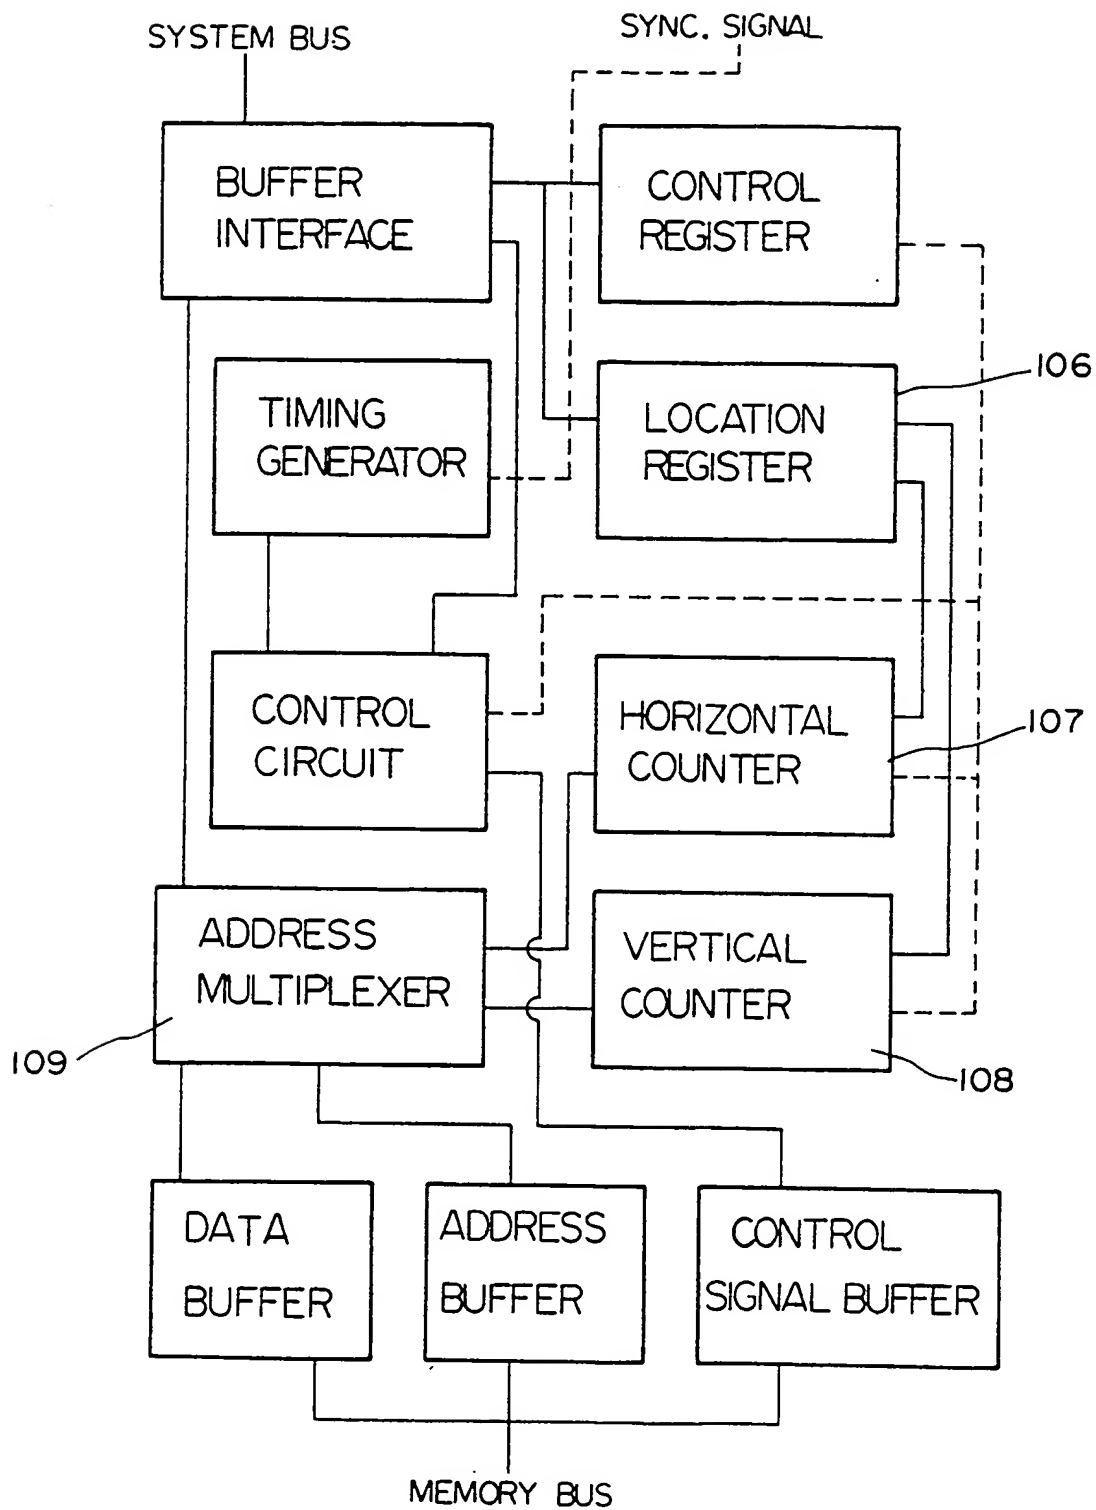 SYSTEM BUS
SYNC. SIGNAL
BUFFER
INTERFACE
CONTROL
REGISTER
TIMING
GENERATOR
LOCATION
REGISTER
106
CONTROL
CIRCUIT
HORIZONTAL
COUNTER
107
ADDRESS
MULTIPLEXER
109
VERTICAL
COUNTER
108
DATA
BUFFER
ADDRESS
BUFFER
CONTROL
SIGNAL BUFFER
MEMORY BUS